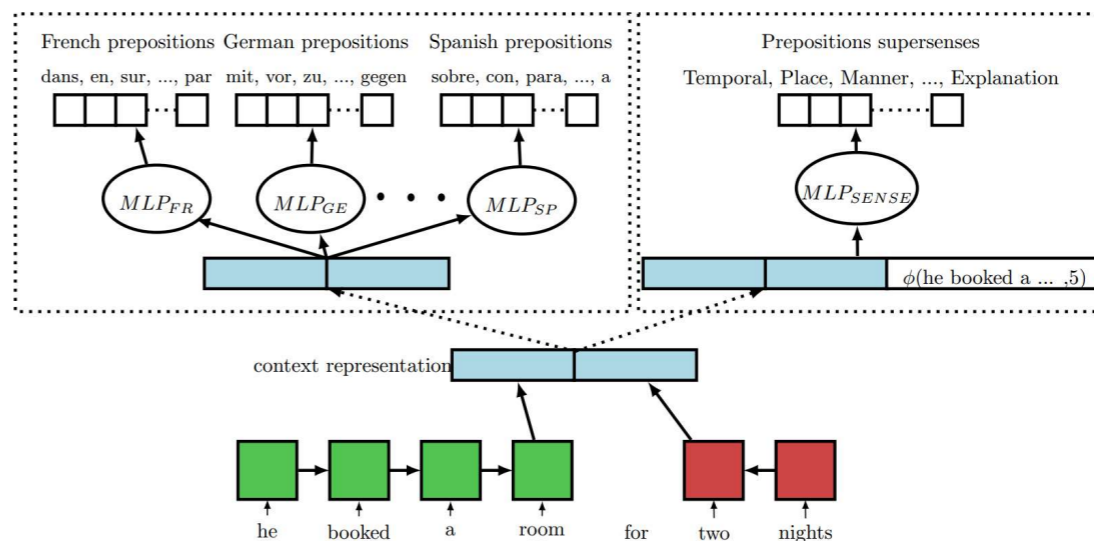 French prepositions German prepositions Spanish prepositions
dans, en, sur, ..., par mit, vor, zu, ..., gegen sobre, con, para, ..., a
MLP_FR MLP_GE • • • MLP_SP
Prepositions supersenses
Temporal, Place, Manner, ..., Explanation
MLP_SENSE
ϕ(he booked a ... ,5)
context representation
he booked a room for two nights